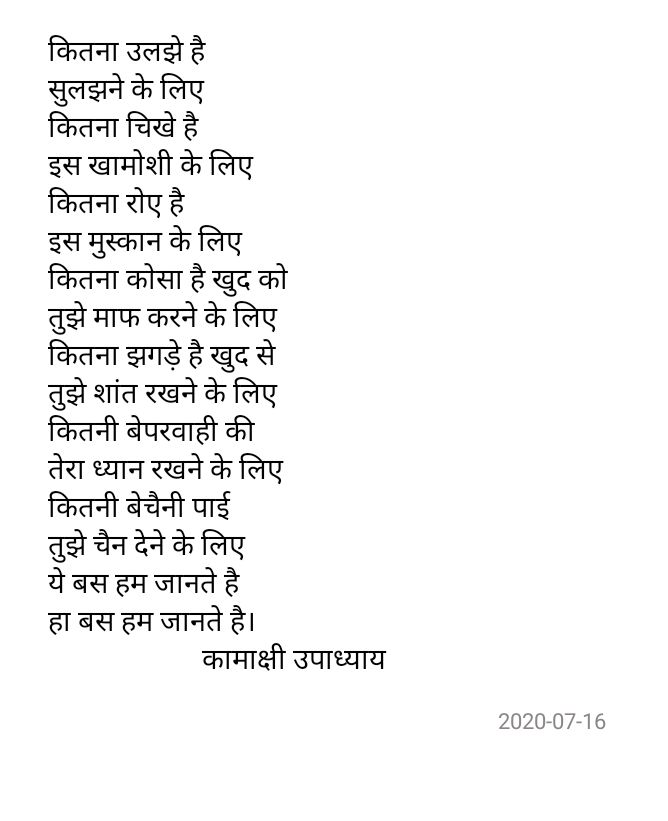 कितना उलझे है
सुलझने के लिए
कितना चिखे है
इस खामोशी के लिए
कितना रोए है
इस मुस्कान के लिए
कितना कोसा है खुद को
तुझे माफ करने के लिए
कितना झगड़े है खुद से
तुझे शांत रखने के लिए
कितनी बेपरवाही की
तेरा ध्यान रखने के लिए
कितनी बेचैनी पाई
तुझे चैन देने के लिए
ये बस हम जानते है
हा बस हम जानते है।
कामाक्षी उपाध्याय
2020-07-16